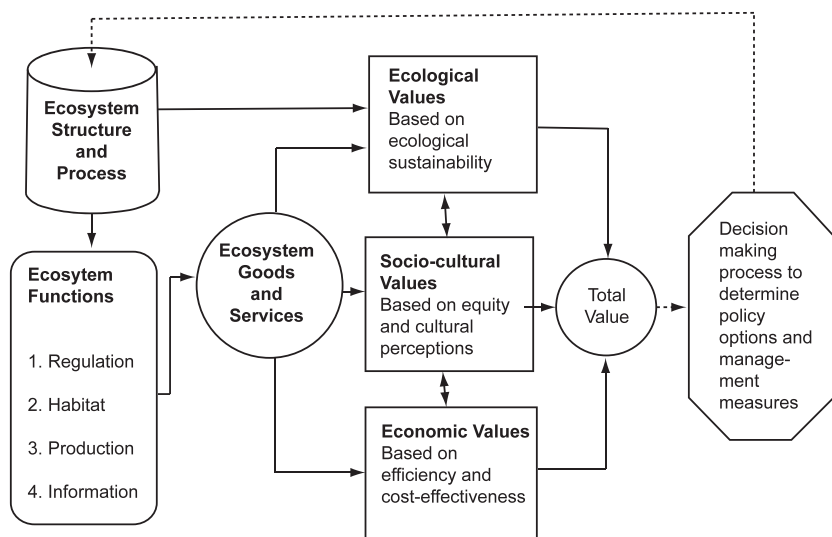 Ecosystem
Structure
and
Process
Ecosytem
Functions
1. Regulation
2. Habitat
3. Production
4. Information
Ecosystem
Goods
and
Services
Ecological
Values
Based on
ecological
sustainability
Socio-cultural
Values
Based on equity
and cultural
perceptions
Economic Values
Based on
efficiency and
cost-effectiveness
Total
Value
Decision
making
process to
determine
policy
options and
manage-
ment
measures